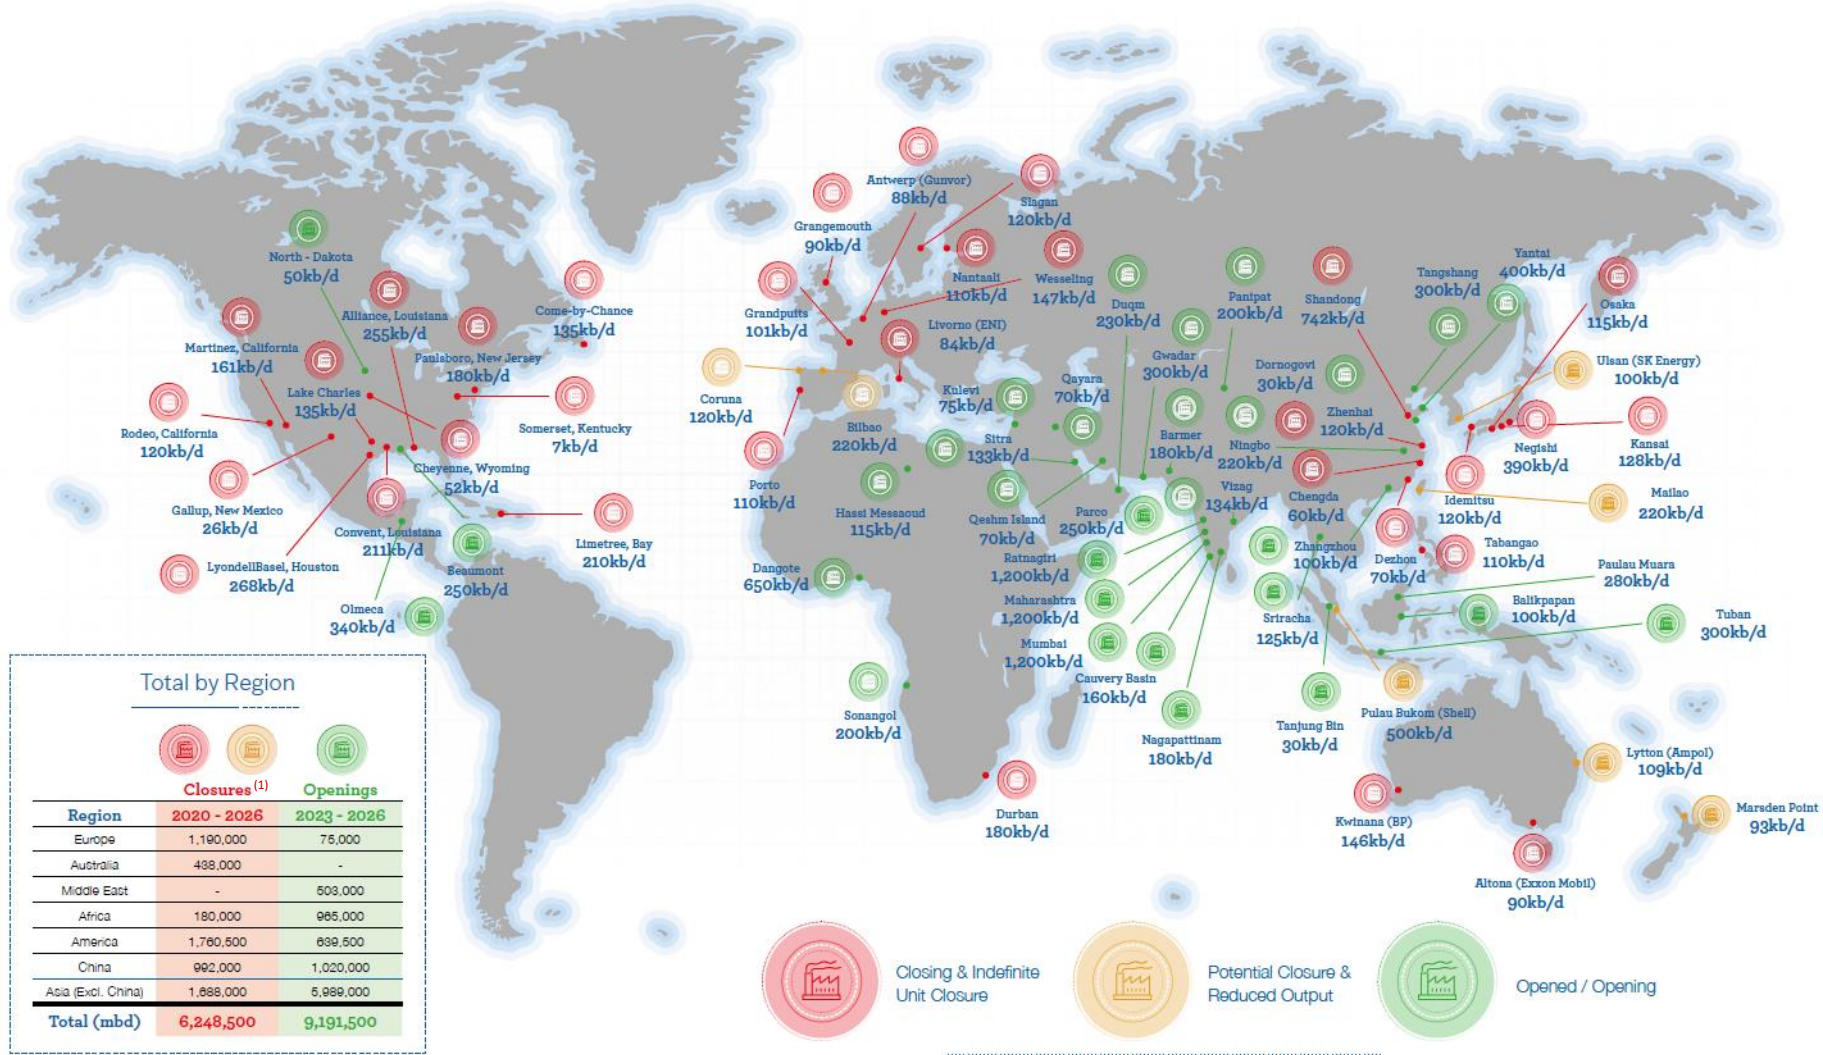 Antwerp (Gunvor)
88kb/d
Slagan
120kb/d
Grangemouth
90kb/d
North - Dakota
50kb/d
Alliance, Louisiana
255kb/d
Come-by-Chance
135kb/d
Grandpuits
101kb/d
Nantaali
110kb/d
Wesseling
147kb/d
Duqm
230kb/d
Panipat
200kb/d
Shandong
742kb/d
Tangshang
300kb/d
Yantai
400kb/d
Osaka
115kb/d
Martinez, California
161kb/d
Paulsboro, New Jersey
180kb/d
Livorno (ENI)
84kb/d
Gwadar
300kb/d
Dornogovi
30kb/d
Ulsan (SK Energy)
100kb/d
Lake Charles
135kb/d
Coruna
120kb/d
Kulevi
75kb/d
Qayara
70kb/d
Rodeo, California
120kb/d
Somerset, Kentucky
7kb/d
Bilbao
220kb/d
Sitra
133kb/d
Barmer
180kb/d
Ningbo
220kb/d
Zhenhai
120kb/d
Negishi
390kb/d
Kansai
128kb/d
Cheyenne, Wyoming
52kb/d
Porto
110kb/d
Vizag
134kb/d
Chengda
60kb/d
Idemitsu
120kb/d
Mailao
220kb/d
Gallup, New Mexico
26kb/d
Convent, Louisiana
211kb/d
Limetree, Bay
210kb/d
Hassi Messaoud
115kb/d
Qeshm Island
70kb/d
Parco
250kb/d
Zhangzhou
100kb/d
Dezhou
70kb/d
Tabangao
110kb/d
LyondellBasel, Houston
268kb/d
Beaumont
250kb/d
Dangote
650kb/d
Ratnagiri
1,200kb/d
Paulau Muara
280kb/d
Olmeca
340kb/d
Maharashtra
1,200kb/d
Sriracha
125kb/d
Balikpapan
100kb/d
Tuban
300kb/d
Mumbai
1,200kb/d
Cauvery Basin
160kb/d
Sonangol
200kb/d
Nagapattinam
180kb/d
Tanjung Bin
30kb/d
Pulau Bukom (Shell)
500kb/d
Lytton (Ampol)
109kb/d
Durban
180kb/d
Kwinana (BP)
146kb/d
Marsden Point
93kb/d
Altona (Exxon Mobil)
90kb/d
Total by Region
Closures (1) Openings
Region 2020 - 2026 2023 - 2026
Europe 1,190,000 75,000
Australia 438,000 -
Middle East - 503,000
Africa 180,000 965,000
America 1,760,500 639,500
China 992,000 1,020,000
Asia (Excl. China) 1,688,000 5,989,000
Total (mbd) 6,248,500 9,191,500
Closing & Indefinite
Unit Closure
Potential Closure &
Reduced Output
Opened / Opening